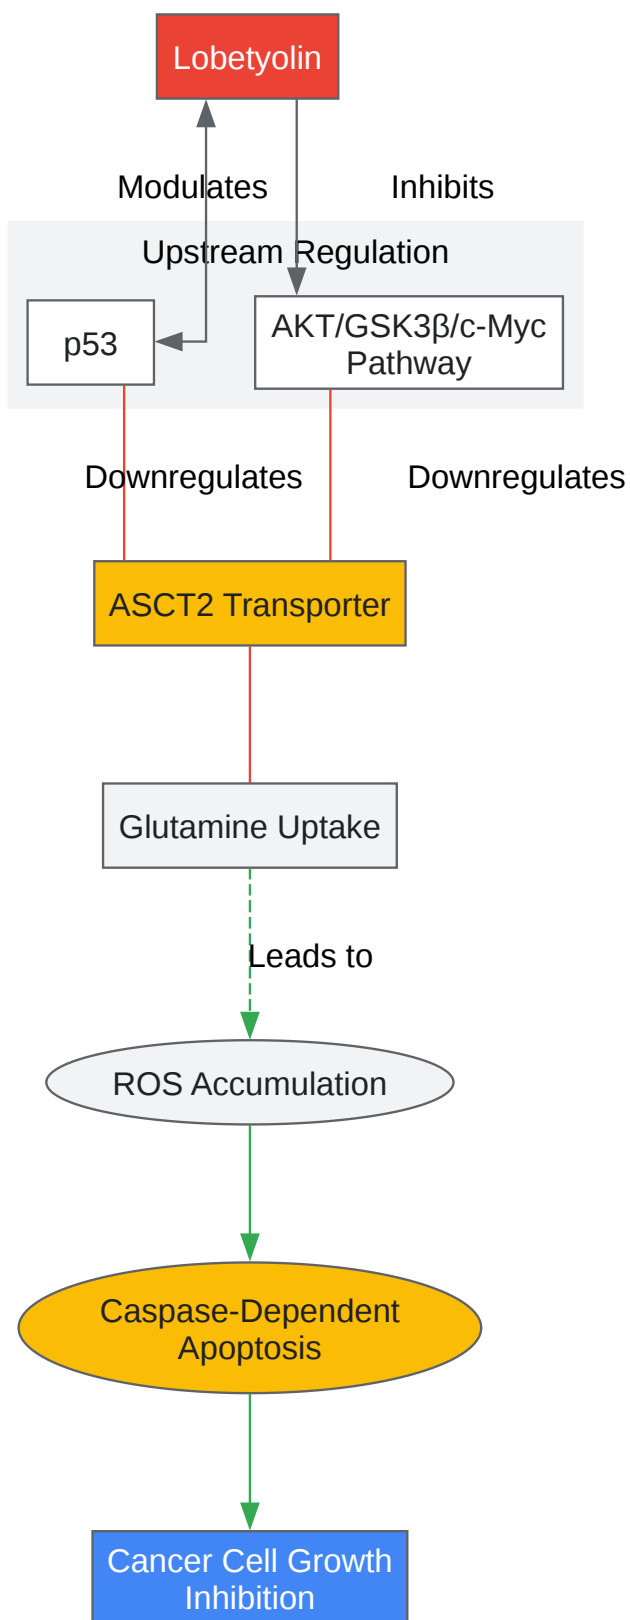 Lobetyolin
Modulates
Inhibits
Upstream Regulation
p53
AKT/GSK3β/c-Myc
Pathway
Downregulates
Downregulates
ASCT2 Transporter
Glutamine Uptake
Leads to
ROS Accumulation
Caspase-Dependent
Apoptosis
Cancer Cell Growth
Inhibition